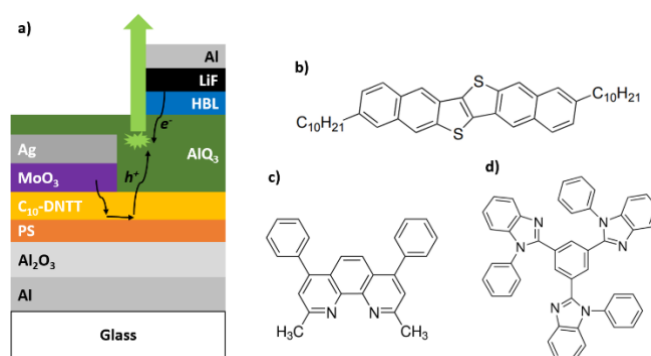 a)
Al
LiF
HBL
e⁻
Ag
AlQ₃
MoO₃
h⁺
C₁₀-DNTT
PS
Al₂O₃
Al
Glass
b)
S
C₁₀H₂₁
C₁₀H₂₁
S
c)
N
N
H₃C
CH₃
d)
N
N
N
N
N
N